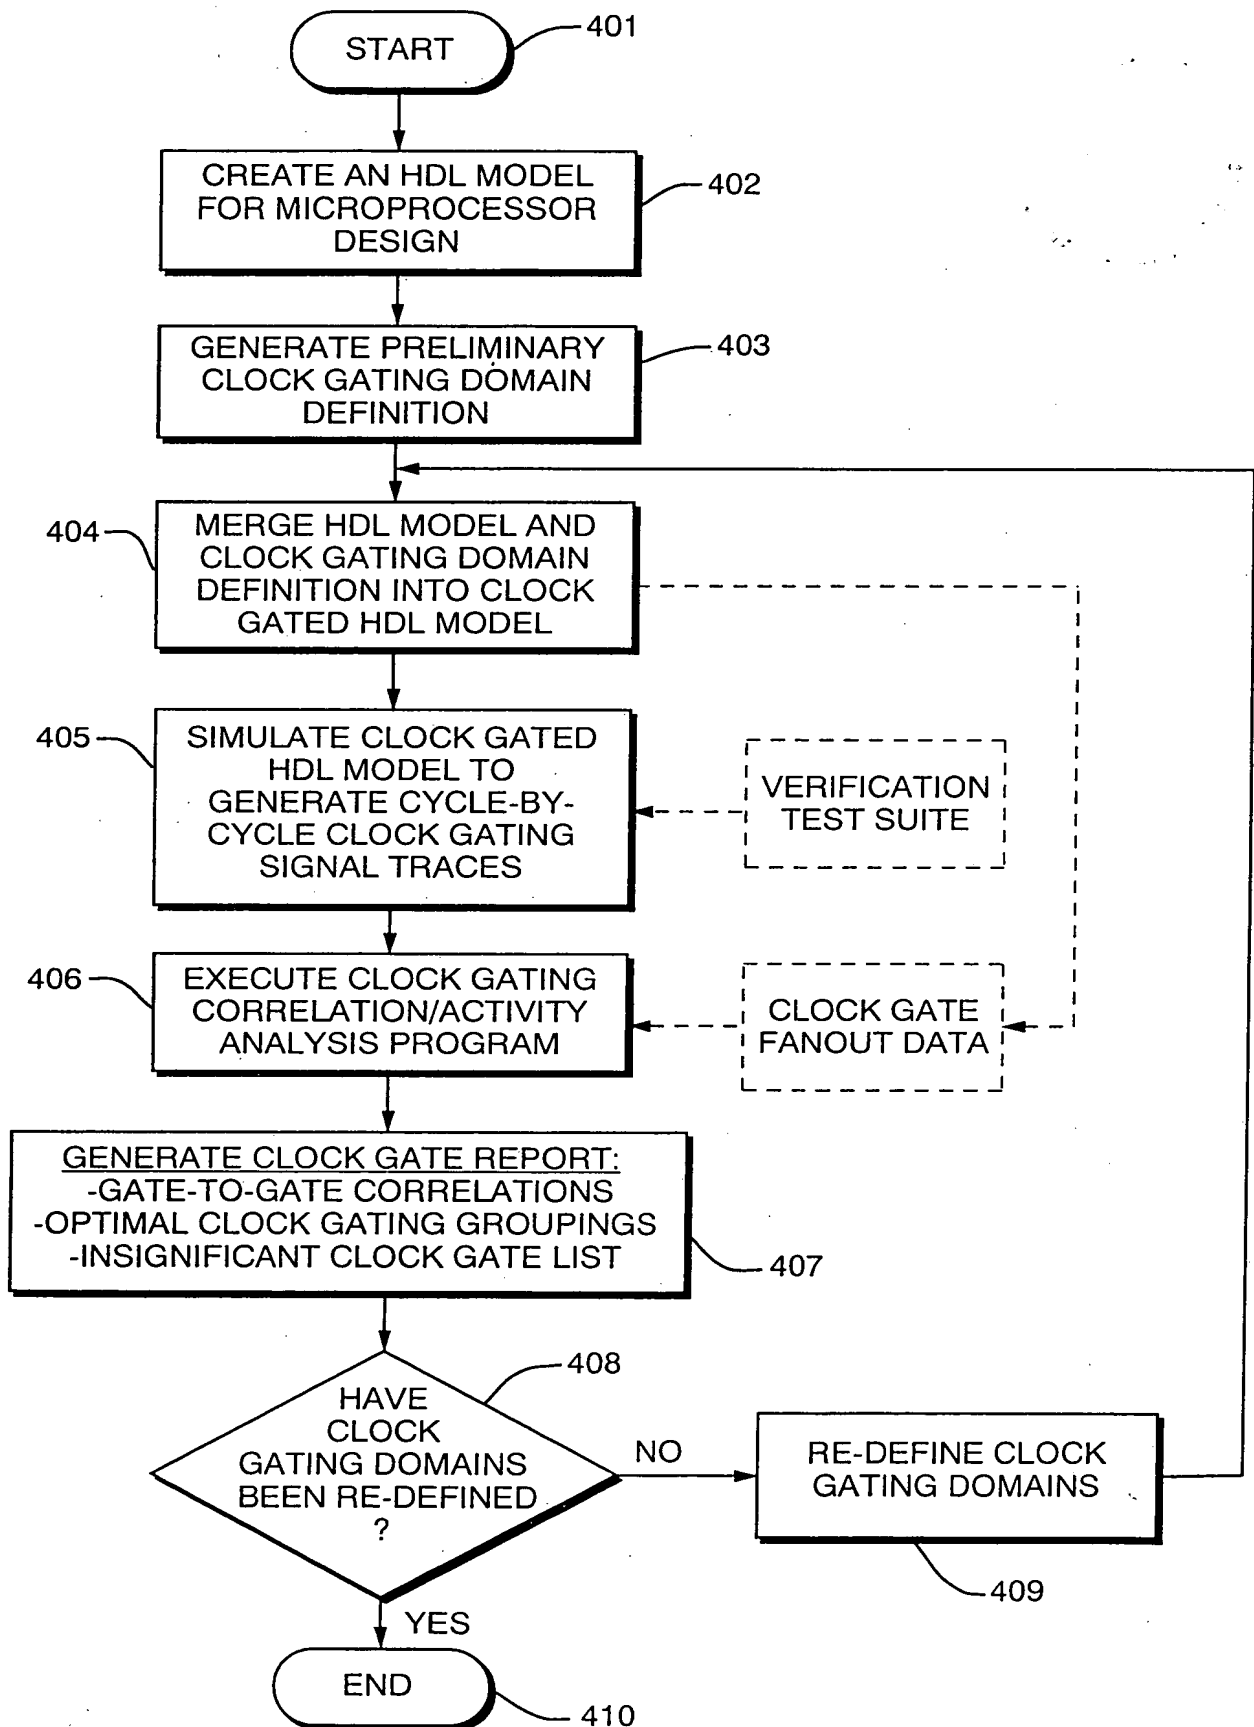 START
401
CREATE AN HDL MODEL
FOR MICROPROCESSOR
DESIGN
402
GENERATE PRELIMINARY
CLOCK GATING DOMAIN
DEFINITION
403
404
MERGE HDL MODEL AND
CLOCK GATING DOMAIN
DEFINITION INTO CLOCK
GATED HDL MODEL
405
SIMULATE CLOCK GATED
HDL MODEL TO
GENERATE CYCLE-BY-
CYCLE CLOCK GATING
SIGNAL TRACES
VERIFICATION
TEST SUITE
406
EXECUTE CLOCK GATING
CORRELATION/ACTIVITY
ANALYSIS PROGRAM
CLOCK GATE
FANOUT DATA
GENERATE CLOCK GATE REPORT:
-GATE-TO-GATE CORRELATIONS
-OPTIMAL CLOCK GATING GROUPINGS
-INSIGNIFICANT CLOCK GATE LIST
407
408
HAVE
CLOCK
GATING DOMAINS
BEEN RE-DEFINED
?
NO
RE-DEFINE CLOCK
GATING DOMAINS
409
YES
END
410